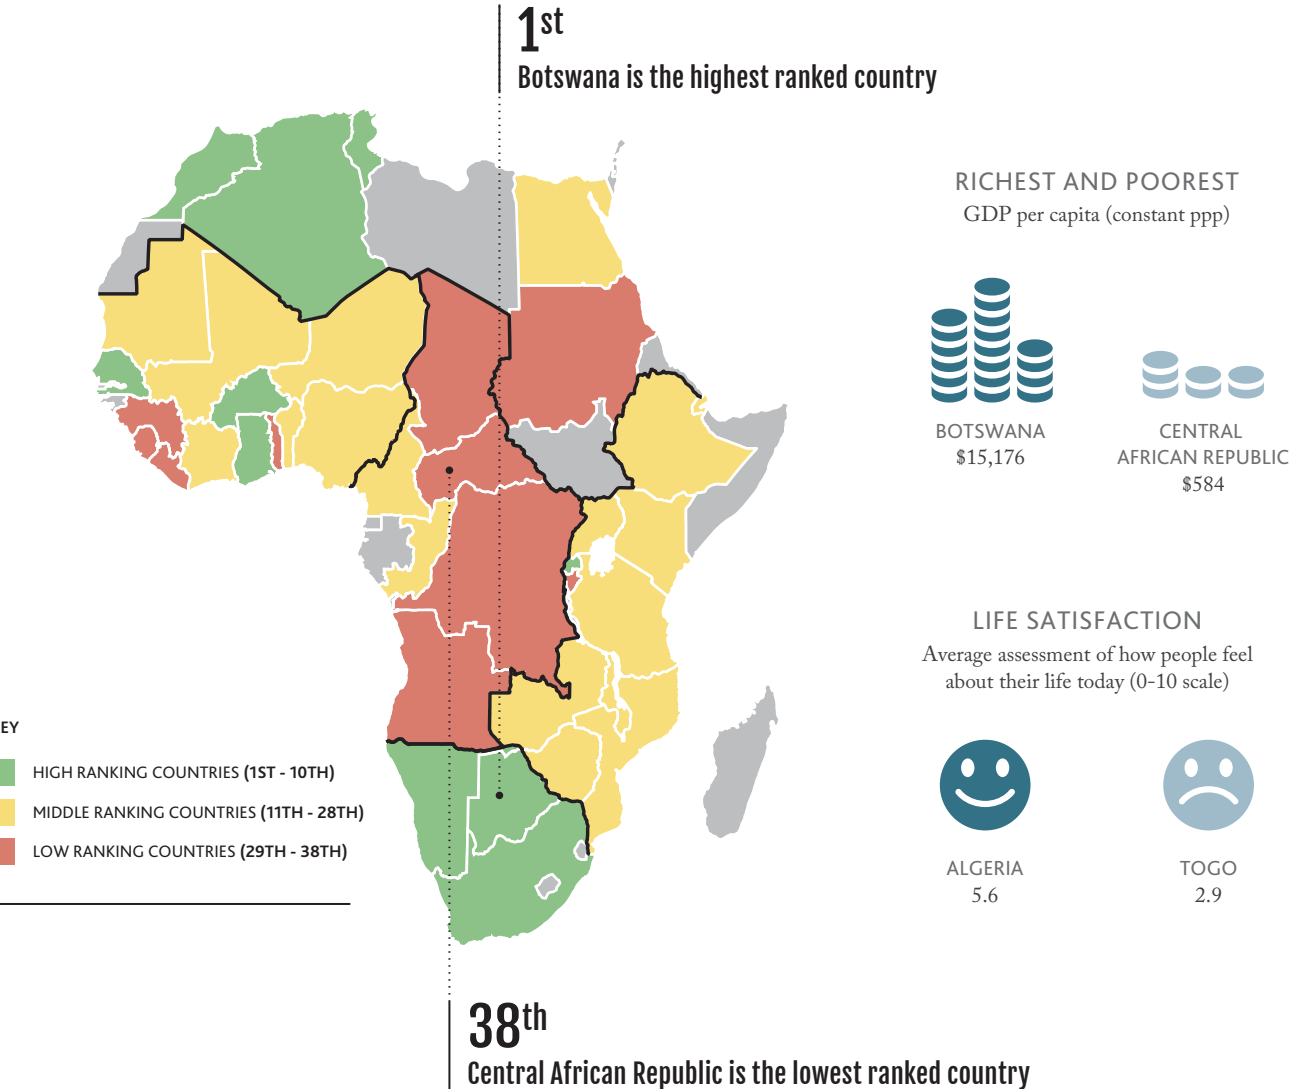 1st
Botswana is the highest ranked country
RICHEST AND POOREST
GDP per capita (constant ppp)
BOTSWANA
$15,176
CENTRAL
AFRICAN REPUBLIC
$584
LIFE SATISFACTION
Average assessment of how people feel
about their life today (0-10 scale)
ALGERIA
5.6
TOGO
2.9
EY
HIGH RANKING COUNTRIES (1ST - 10TH)
MIDDLE RANKING COUNTRIES (11TH - 28TH)
LOW RANKING COUNTRIES (29TH - 38TH)
38th
Central African Republic is the lowest ranked country